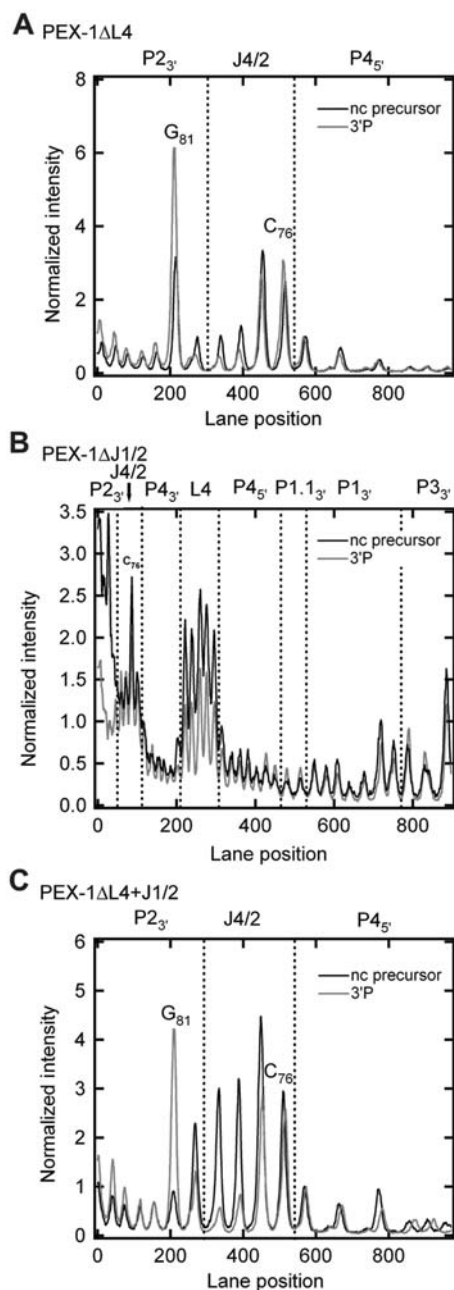 A PEX-1ΔL4
P2₃' J4/2 P4₅'
8
6
4
2
0
Normalized intensity
G₈₁
C₇₆
nc precursor
3'P
0 200 400 600 800
Lane position
B PEX-1ΔJ1/2
J4/2
P2₃' P4₃' L4 P4₅' P1.1₃' P1₃' P3₃'
3.5
3.0
2.5
2.0
1.5
1.0
0.5
0.0
Normalized intensity
C₇₆
nc precursor
3'P
0 200 400 600 800
Lane position
C PEX-1ΔL4+J1/2
P2₃' J4/2 P4₅'
6
5
4
3
2
1
0
Normalized intensity
G₈₁
C₇₆
nc precursor
3'P
0 200 400 600 800
Lane position